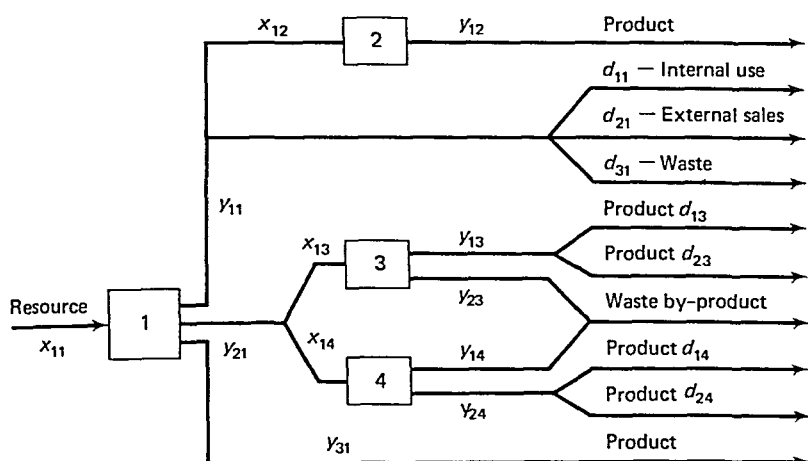 x12
2
y12
Product
d11 — Internal use
d21 — External sales
d31 — Waste
y11
Product d13
x13
y13
3
Product d23
Resource
y23
Waste by-product
1
x14
y14
x11
y21
Product d14
4
Product d24
y24
y31
Product